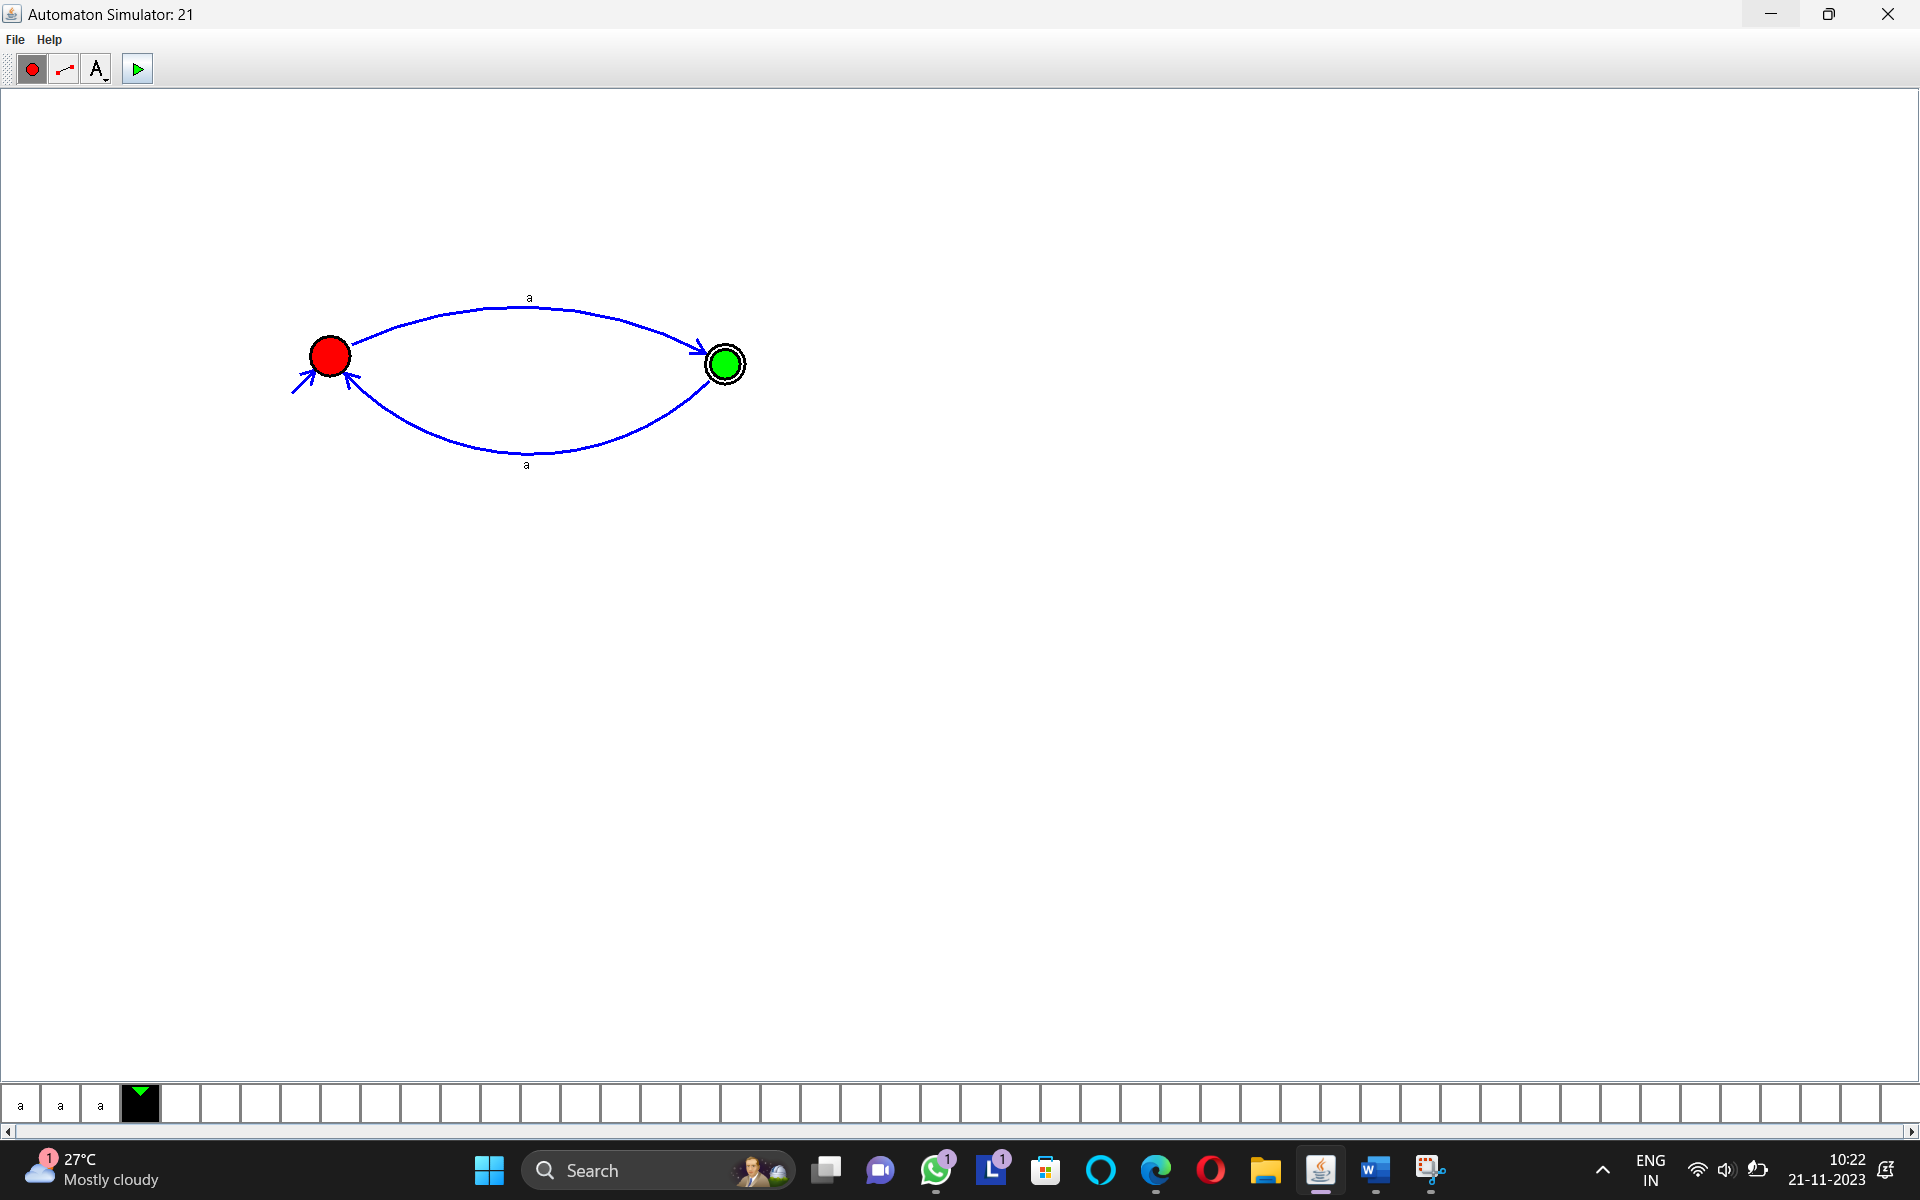 Automaton Simulator: 21
File Help
A
a
a
a a a
1
27°C
Mostly cloudy
Search
1
L 1
W
ENG
IN
10:22
21-11-2023